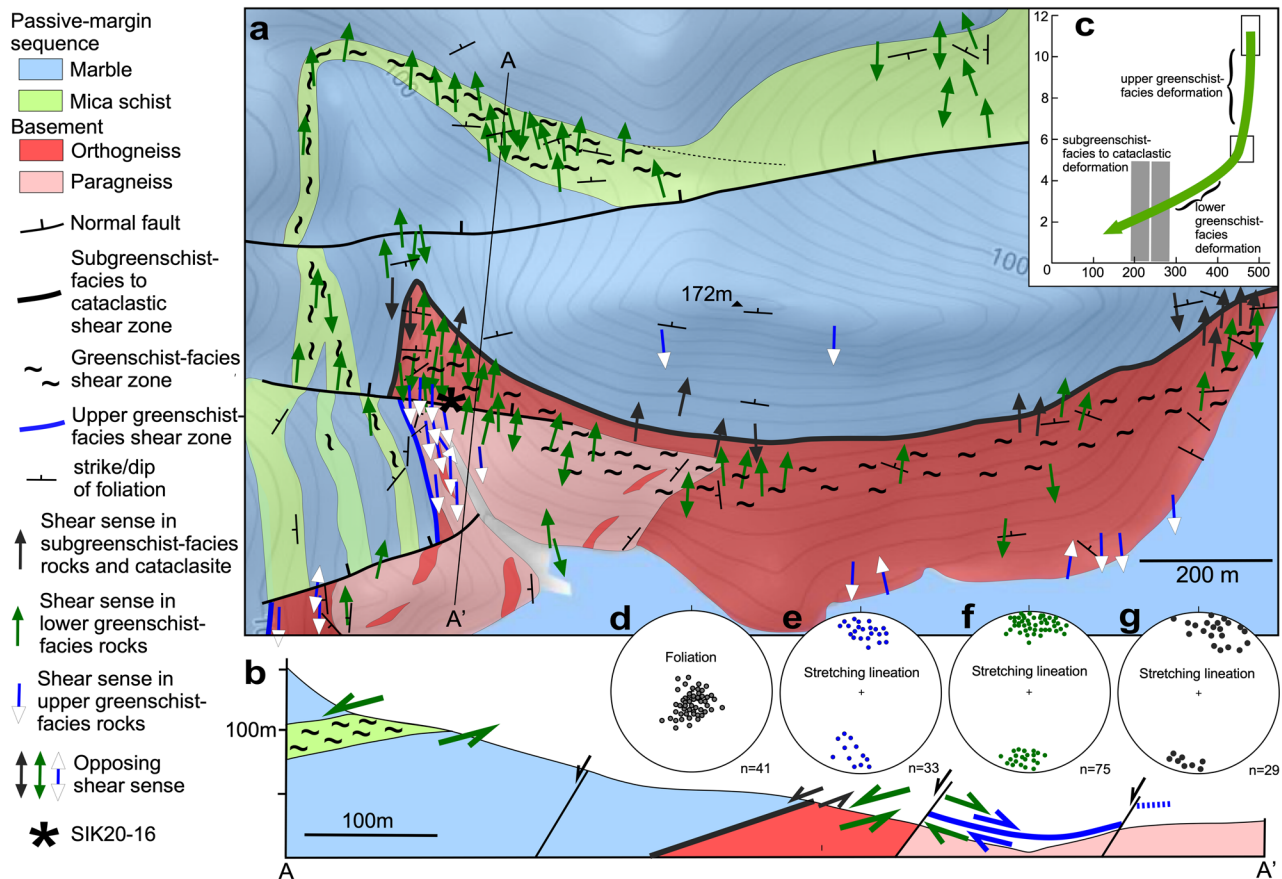 Passive-margin
sequence
Marble
Mica schist
Basement
Orthogneiss
Paragneiss
Normal fault
Subgreenschist-
facies to
cataclastic
shear zone
Greenschist-facies
shear zone
Upper greenschist-
facies shear zone
strike/dip
of foliation
Shear sense in
subgreenschist-facies
rocks and cataclasite
Shear sense in
lower greenschist-
facies rocks
Shear sense in
upper greenschist-
facies rocks
Opposing
shear sense
SIK20-16
a
A
100
172m
100
A'
200 m
c
12
10
8
6
4
2
0
100
200
300
400
500
upper greenschist-
facies deformation
subgreenschist-
facies to cataclastic
deformation
lower
greenschist-
facies
deformation
d
Foliation
n=41
e
Stretching lineation
n=33
f
Stretching lineation
n=75
g
Stretching lineation
n=29
b
100m
100m
A
A'